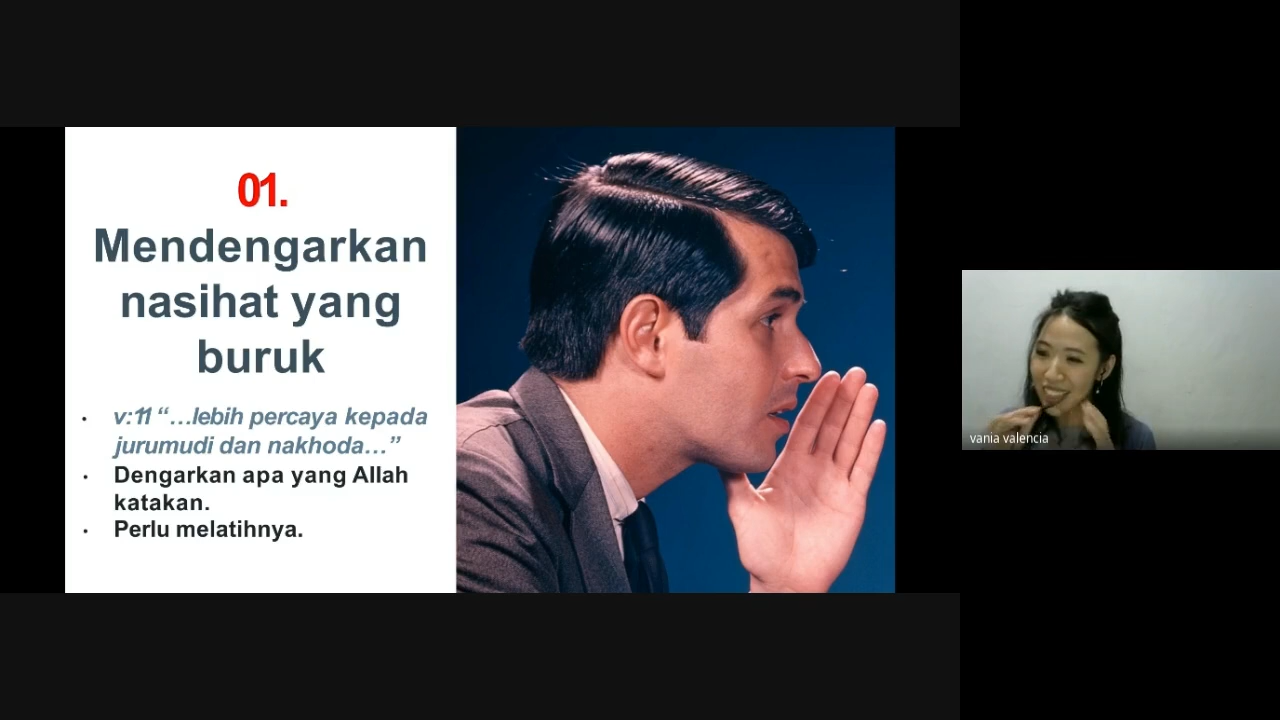 01.
Mendengarkan
nasihat yang
buruk
• v:11 “…lebih percaya kepada
jurumudi dan nakhoda…”
• Dengarkan apa yang Allah
katakan.
• Perlu melatihnya.
vania valencia